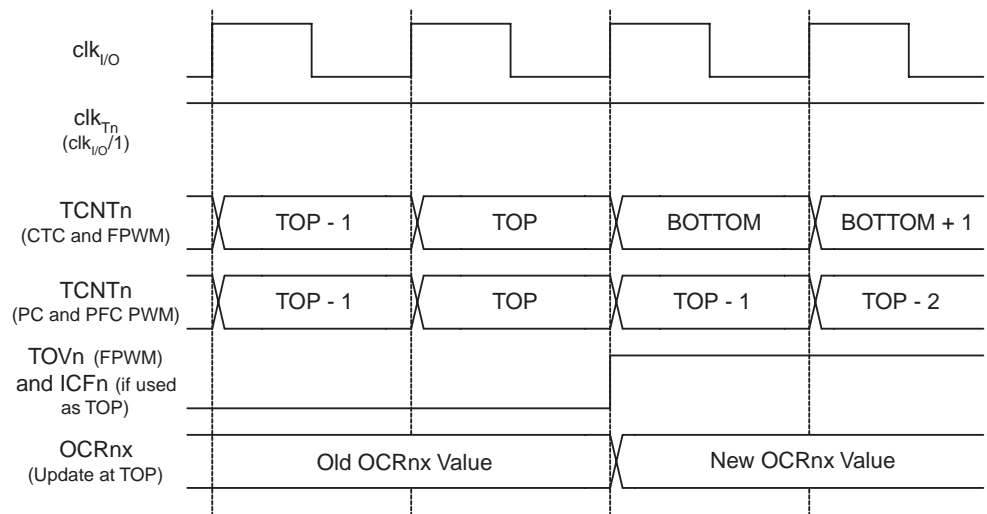 clkI/O
clkTn
(clkI/O/1)
TCNTn
(CTC and FPWM)
TOP - 1
TOP
BOTTOM
BOTTOM + 1
TCNTn
(PC and PFC PWM)
TOP - 1
TOP
TOP - 1
TOP - 2
TOVn (FPWM)
and ICFn (if used
as TOP)
OCRnx
(Update at TOP)
Old OCRnx Value
New OCRnx Value